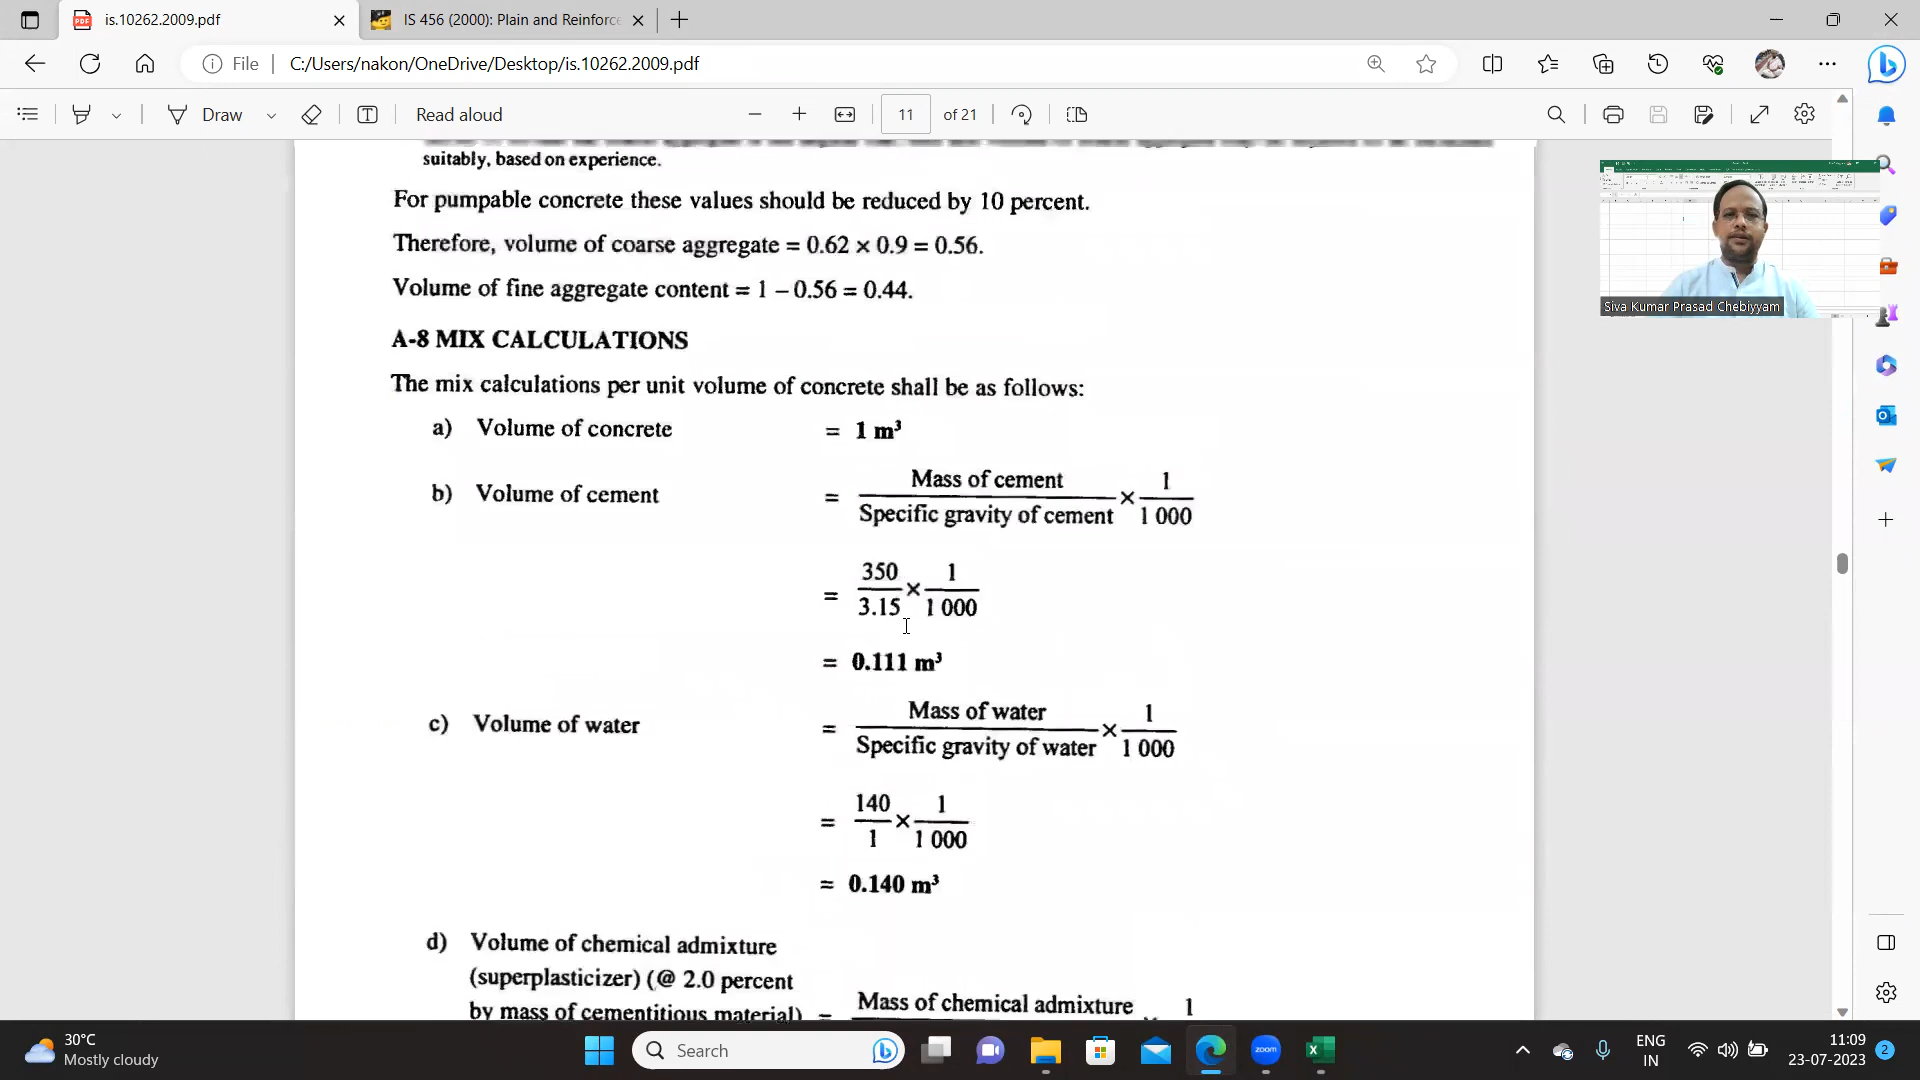 is.10262.2009.pdf
IS 456 (2000): Plain and Reinforc
File
C:/Users/nakon/OneDrive/Desktop/is.10262.2009.pdf
Draw
Read aloud
11
of 21
suitably, based on experience.
For pumpable concrete these values should be reduced by 10 percent.
Therefore, volume of coarse aggregate = 0.62 × 0.9 = 0.56.
Volume of fine aggregate content = 1 – 0.56 = 0.44.
A-8 MIX CALCULATIONS
The mix calculations per unit volume of concrete shall be as follows:
a) Volume of concrete = 1 m³
b) Volume of cement = Mass of cement / Specific gravity of cement × 1 / 1 000
= 350 / 3.15 × 1 / 1 000
= 0.111 m³
c) Volume of water = Mass of water / Specific gravity of water × 1 / 1 000
= 140 / 1 × 1 / 1 000
= 0.140 m³
d) Volume of chemical admixture
(superplasticizer) (@ 2.0 percent
by mass of cementitious material) = Mass of chemical admixture × 1
Siva Kumar Prasad Chebiyyam
30°C
Mostly cloudy
Search
zoom
ENG
IN
11:09
23-07-2023
2